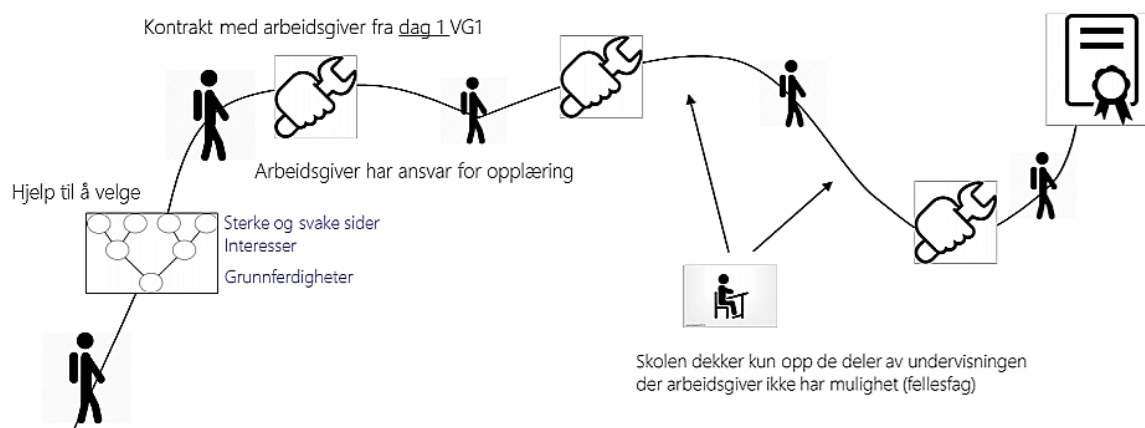 Kontrakt med arbeidsgiver fra dag 1 VG1
Arbeidsgiver har ansvar for opplæring
Hjelp til å velge
Sterke og svake sider
Interesser
Grunnferdigheter
Skolen dekker kun opp de deler av undervisningen
der arbeidsgiver ikke har mulighet (fellesfag)